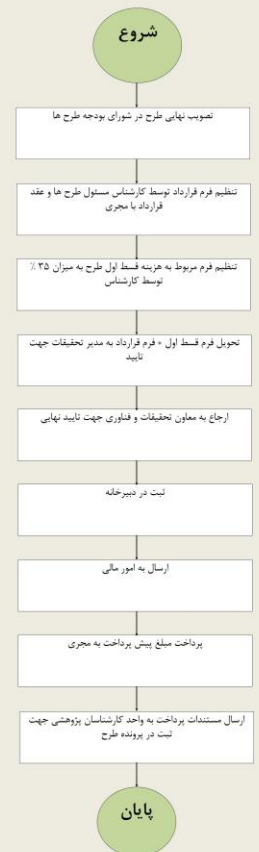 شروع
تصویب نهایی طرح در شورای بودجه طرح ها
تنظیم فرم قرارداد توسط کارشناس مسئول طرح ها و عقد
قرارداد با مجری
تنظیم فرم مربوط به هزینه قسط اول طرح به میزان ۳۵ ٪
توسط کارشناس
تحویل فرم قسط اول + فرم قرارداد به مدیر تحقیقات جهت
تایید
ارجاع به معاون تحقیقات و فناوری جهت تایید نهایی
ثبت در دبیرخانه
ارسال به امور مالی
پرداخت مبلغ پیش پرداخت به مجری
ارسال مستندات پرداخت به واحد کارشناسان پژوهشی جهت
ثبت در پرونده طرح
پایان